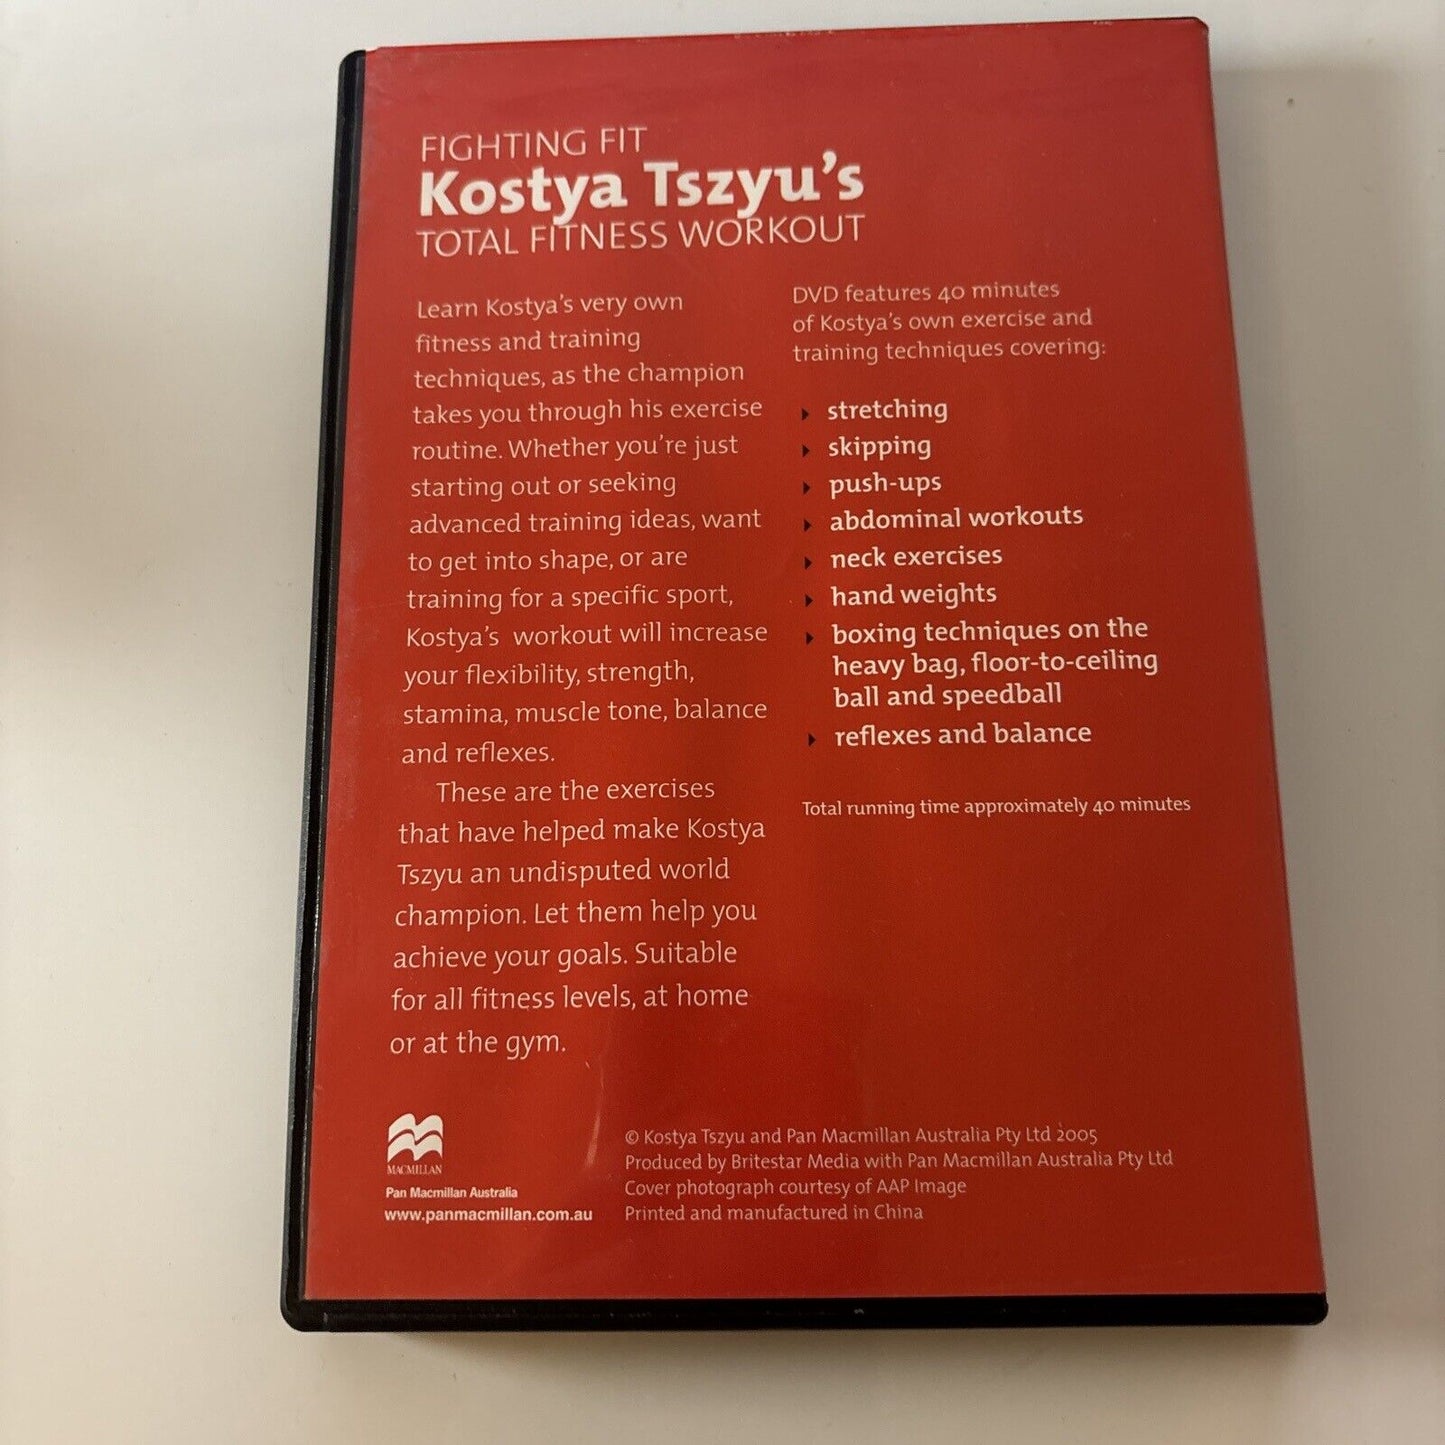 FIGHTING FIT
Kostya Tszyu's
TOTAL FITNESS WORKOUT
Learn Kostya's very own
fitness and training
techniques, as the champion
takes you through his exercise
routine. Whether you're just
starting out or seeking
advanced training ideas, want
to get into shape, or are
training for a specific sport,
Kostya's workout will increase
your flexibility, strength,
stamina, muscle tone, balance
and reflexes.
These are the exercises
that have helped make Kostya
Tszyu an undisputed world
champion. Let them help you
achieve your goals. Suitable
for all fitness levels, at home
or at the gym.
DVD features 40 minutes
of Kostya's own exercise and
training techniques covering:
stretching
skipping
push-ups
abdominal workouts
neck exercises
hand weights
boxing techniques on the
heavy bag, floor-to-ceiling
ball and speedball
reflexes and balance
Total running time approximately 40 minutes
MACMILLAN
Pan Macmillan Australia
www.panmacmillan.com.au
© Kostya Tszyu and Pan Macmillan Australia Pty Ltd 2005
Produced by Britestar Media with Pan Macmillan Australia Pty Ltd
Cover photograph courtesy of AAP Image
Printed and manufactured in China